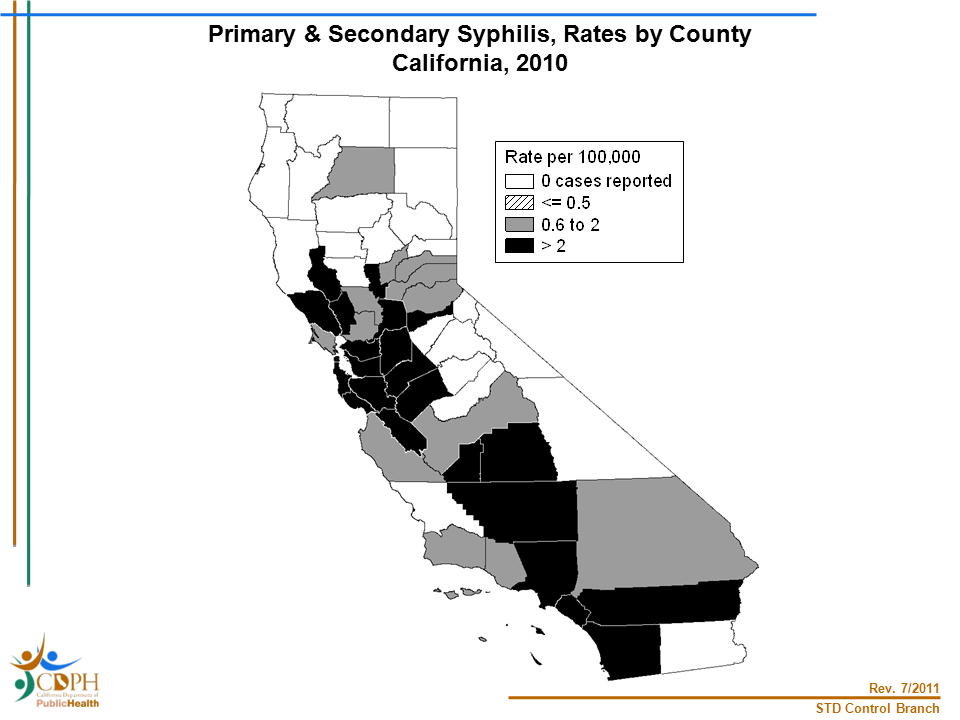 Primary & Secondary Syphilis, Rates by County
California, 2010
Rate per 100,000
0 cases reported
<= 0.5
0.6 to 2
> 2
CDPH
California Department of
PublicHealth
Rev. 7/2011
STD Control Branch